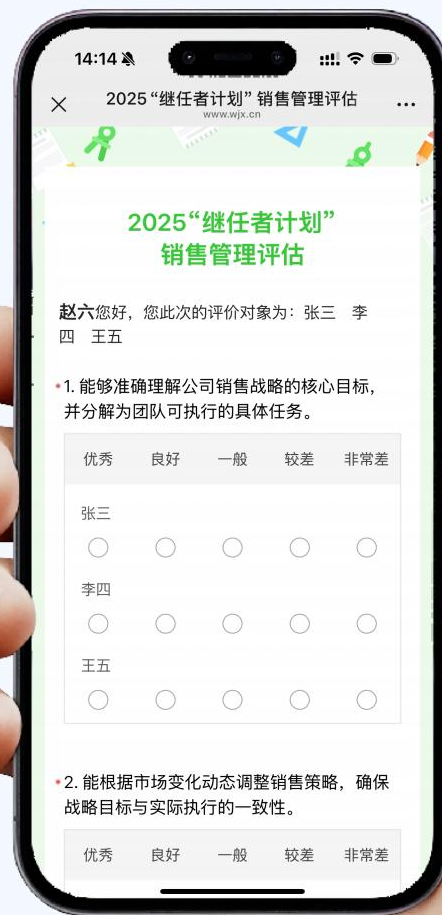 14:14
2025“继任者计划” 销售管理评估
www.wjx.cn
2025“继任者计划”
销售管理评估
赵六您好，您此次的评价对象为：张三 李
四 王五
*1. 能够准确理解公司销售战略的核心目标，
并分解为团队可执行的具体任务。
优秀 良好 一般 较差 非常差
张三
李四
王五
*2. 能根据市场变化动态调整销售策略，确保
战略目标与实际执行的一致性。
优秀 良好 一般 较差 非常差